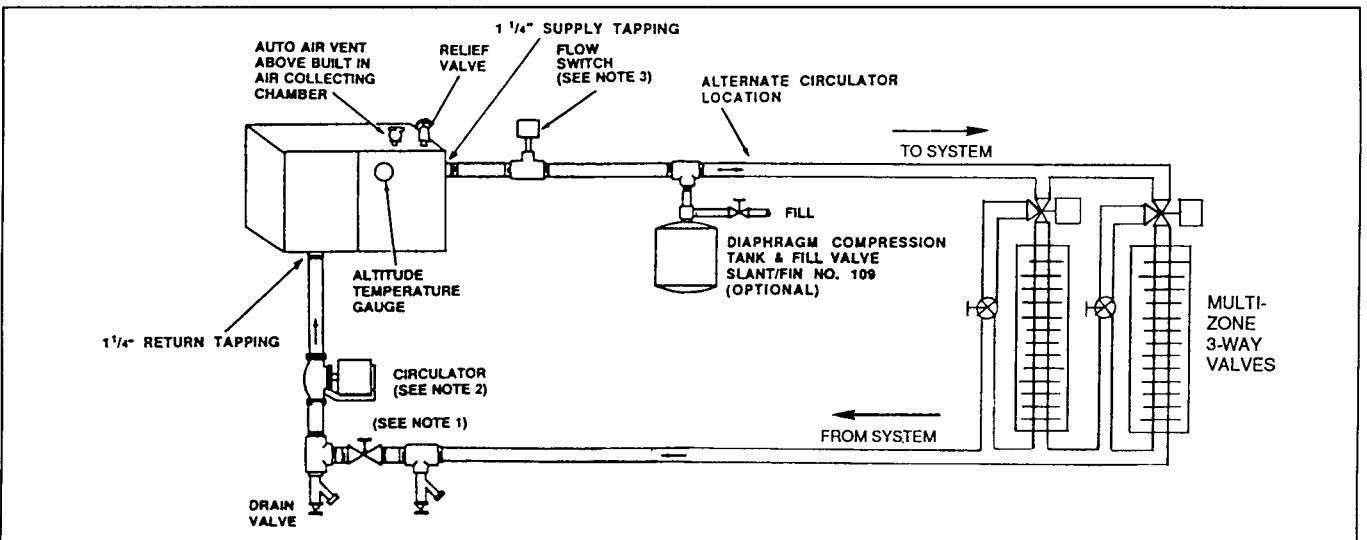 1 1/4" SUPPLY TAPPING
AUTO AIR VENT
ABOVE BUILT IN
AIR COLLECTING
CHAMBER
RELIEF
VALVE
FLOW
SWITCH
(SEE NOTE 3)
ALTERNATE CIRCULATOR
LOCATION
TO SYSTEM
FILL
DIAPHRAGM COMPRESSION
TANK & FILL VALVE
SLANT/FIN NO. 109
(OPTIONAL)
ALTITUDE
TEMPERATURE
GAUGE
MULTI-
ZONE
3-WAY
VALVES
1 1/4" RETURN TAPPING
CIRCULATOR
(SEE NOTE 2)
(SEE NOTE 1)
FROM SYSTEM
DRAIN
VALVE